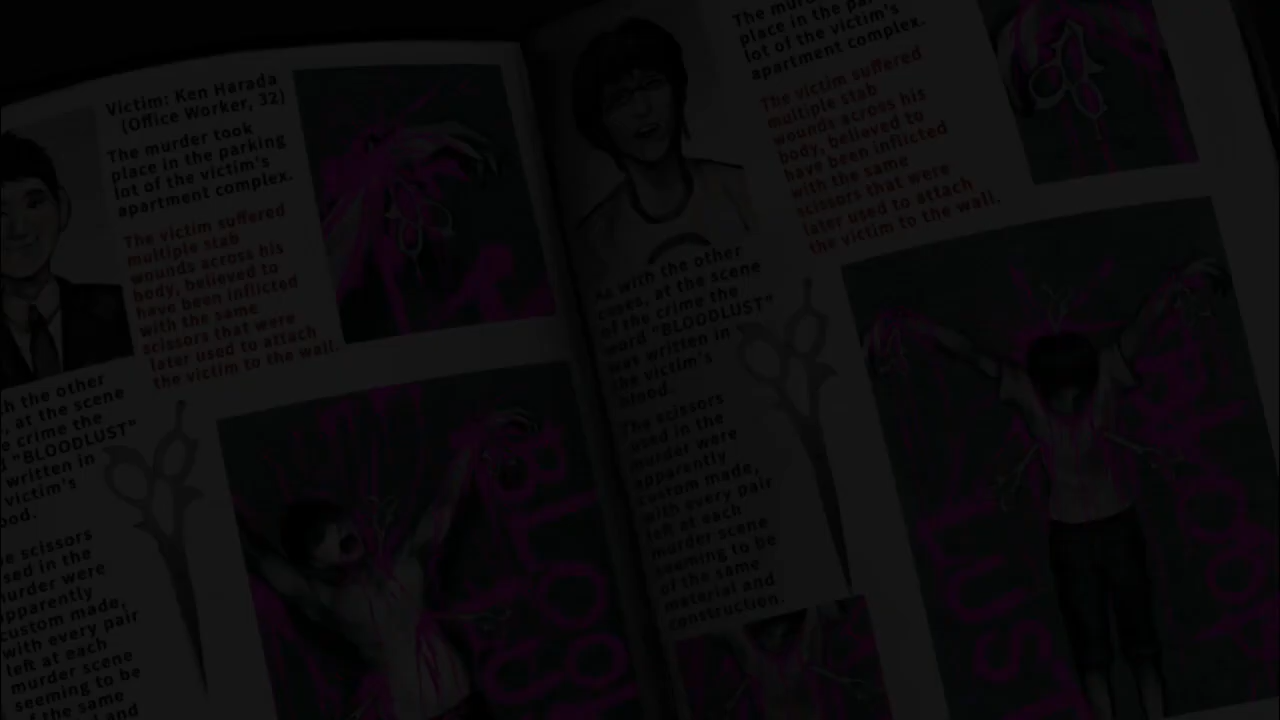 Victim: Ken Harada
(Office Worker, 32)
The murder took
place in the parking
lot of the victim's
apartment complex.
The victim suffered
multiple stab
wounds across his
body, believed to
have been inflicted
with the same
scissors that were
later used to attach
the victim to the wall.
the other
, at the scene
crime the
"BLOODLUST"
written in
victim's
scissors
in the
were
apparently
custom made,
with every pair
left at each
murder scene
seeming to be
the same
and
BLOOD
The
place in the
lot of the victim's
apartment complex.
The victim suffered
multiple stab
wounds across his
body, believed to
have been inflicted
with the same
scissors that were
later used to attach
the victim to the wall.
As with the other
cases, at the scene
of the crime the
word "BLOODLUST"
was written in
the victim's
blood.
The scissors
used in the
murder were
apparently
custom made,
with every pair
left at each
murder scene
seeming to be
of the same
material and
construction.
BLOOD
LUST